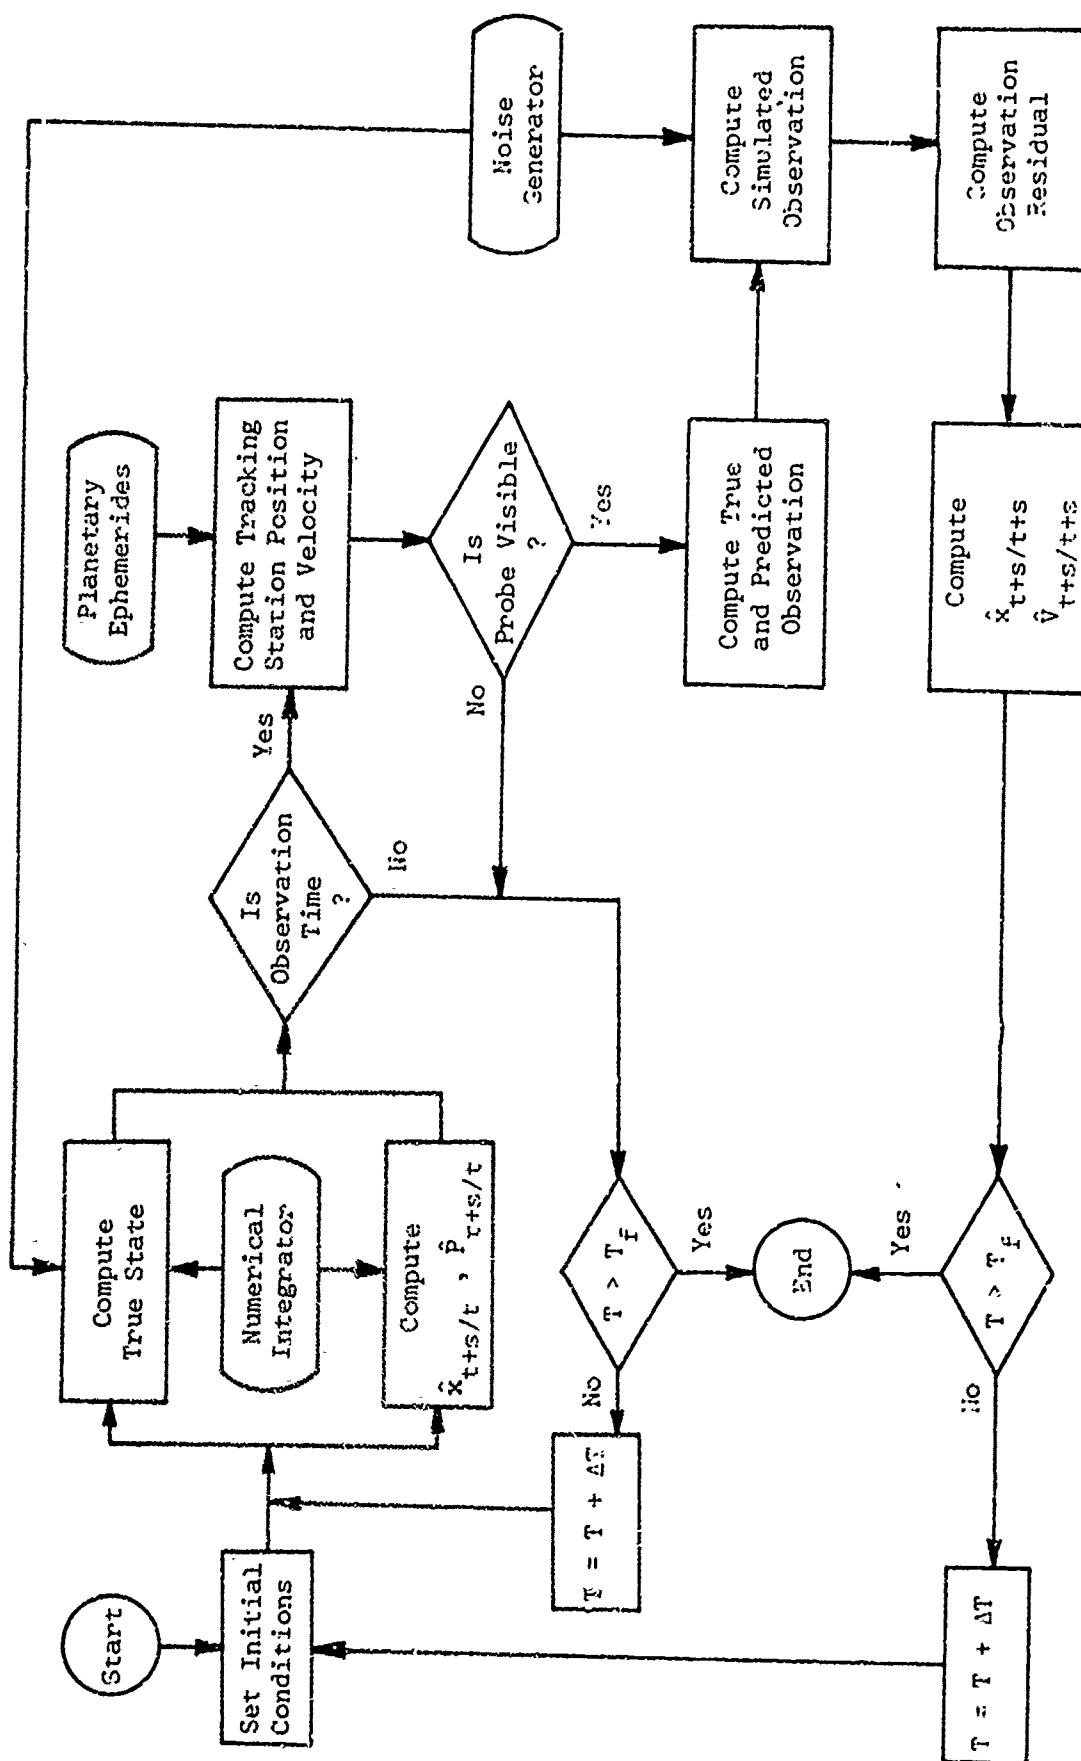 Start
Set Initial
Conditions
Compute
True State
Numerical
Integrator
Compute
x̂t+s/t , P̂t+s/t
Is
Observation
Time
?
Yes
No
Planetary
Ephemerides
Compute Tracking
Station Position
and Velocity
Is
Probe Visible
?
No
Yes
Compute True
and Predicted
Observation
Noise
Generator
Compute
Simulated
Observation
Compute
Observation
Residual
Compute
x̂t+s/t+s
V̂t+s/t+s
T > Tf
No
Yes
T = T + ΔT
End
T > Tf
Yes
No
T = T + ΔT